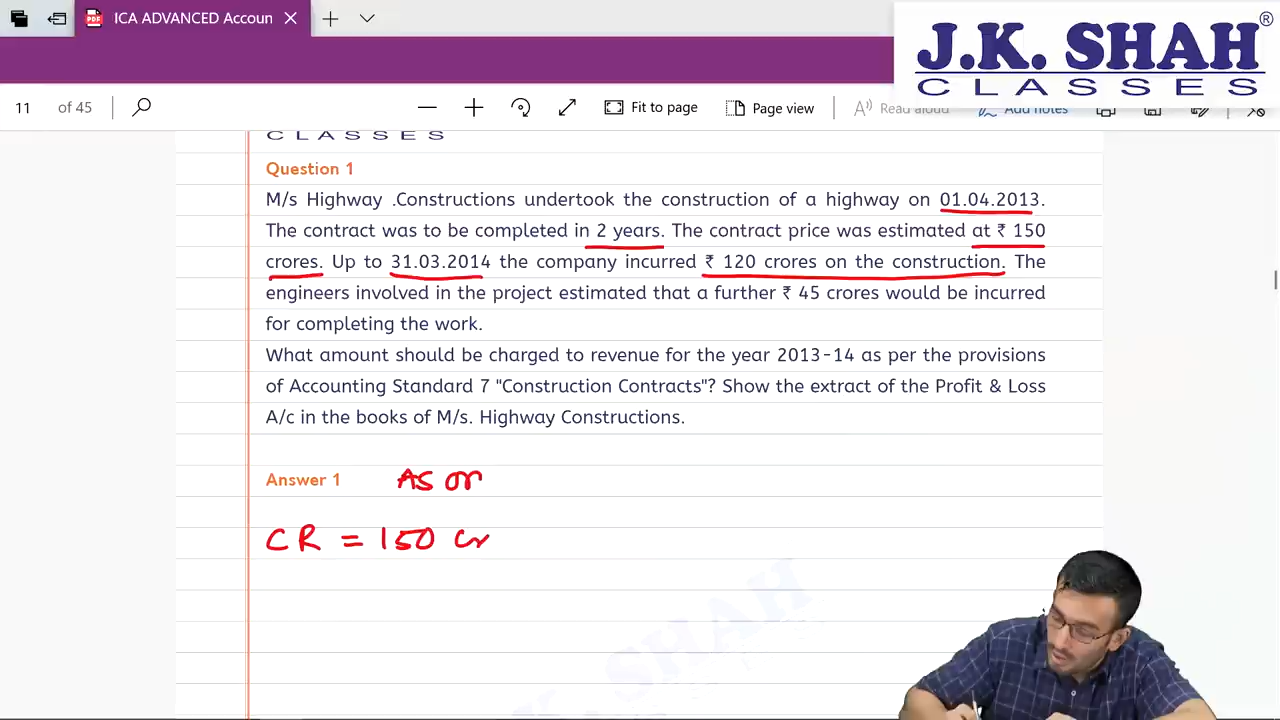 ICA ADVANCED Accoun
J.K. SHAH®
CLASSES
11 of 45
Fit to page
Page view
Read aloud
Add notes
CLASSES
Question 1
M/s Highway .Constructions undertook the construction of a highway on 01.04.2013.
The contract was to be completed in 2 years. The contract price was estimated at ₹ 150
crores. Up to 31.03.2014 the company incurred ₹ 120 crores on the construction. The
engineers involved in the project estimated that a further ₹ 45 crores would be incurred
for completing the work.
What amount should be charged to revenue for the year 2013-14 as per the provisions
of Accounting Standard 7 "Construction Contracts"? Show the extract of the Profit & Loss
A/c in the books of M/s. Highway Constructions.
Answer 1 As on
CR = 150 Cr
SHAH